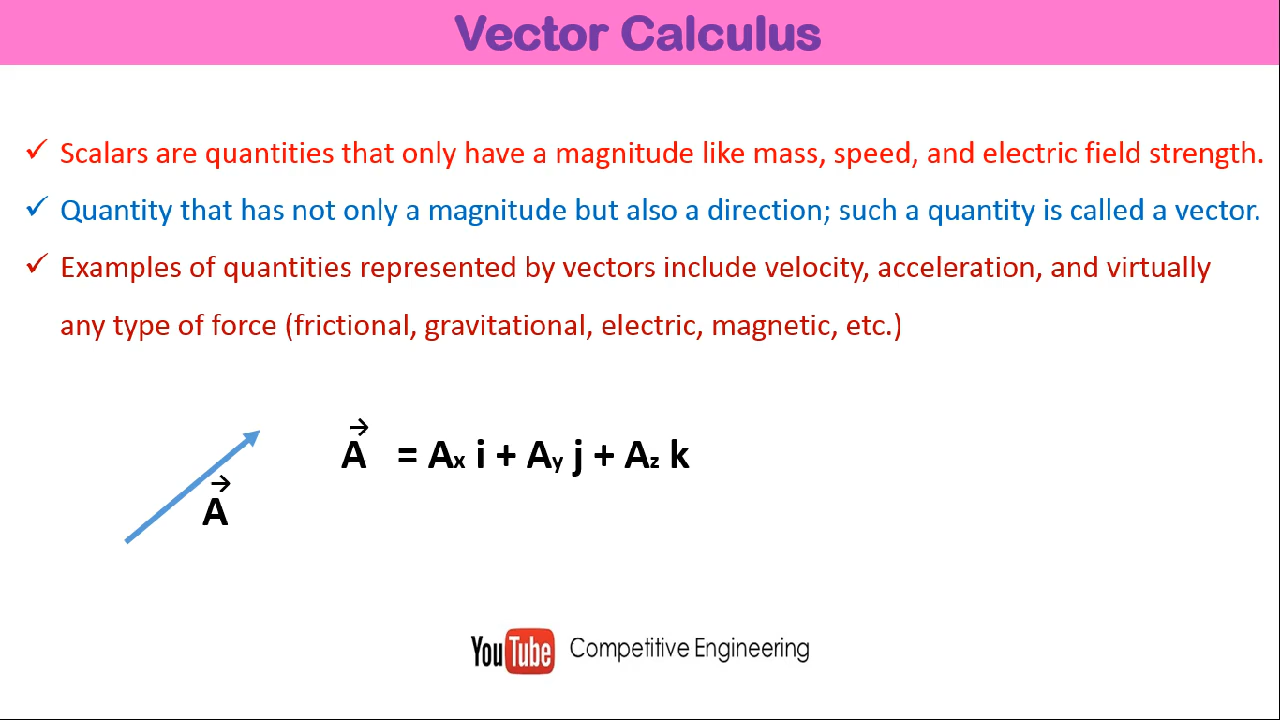 Vector Calculus
✓ Scalars are quantities that only have a magnitude like mass, speed, and electric field strength.
✓ Quantity that has not only a magnitude but also a direction; such a quantity is called a vector.
✓ Examples of quantities represented by vectors include velocity, acceleration, and virtually
any type of force (frictional, gravitational, electric, magnetic, etc.)
A⃗ = Aₓ i + Aᵧ j + A_z k
A⃗
YouTube Competitive Engineering